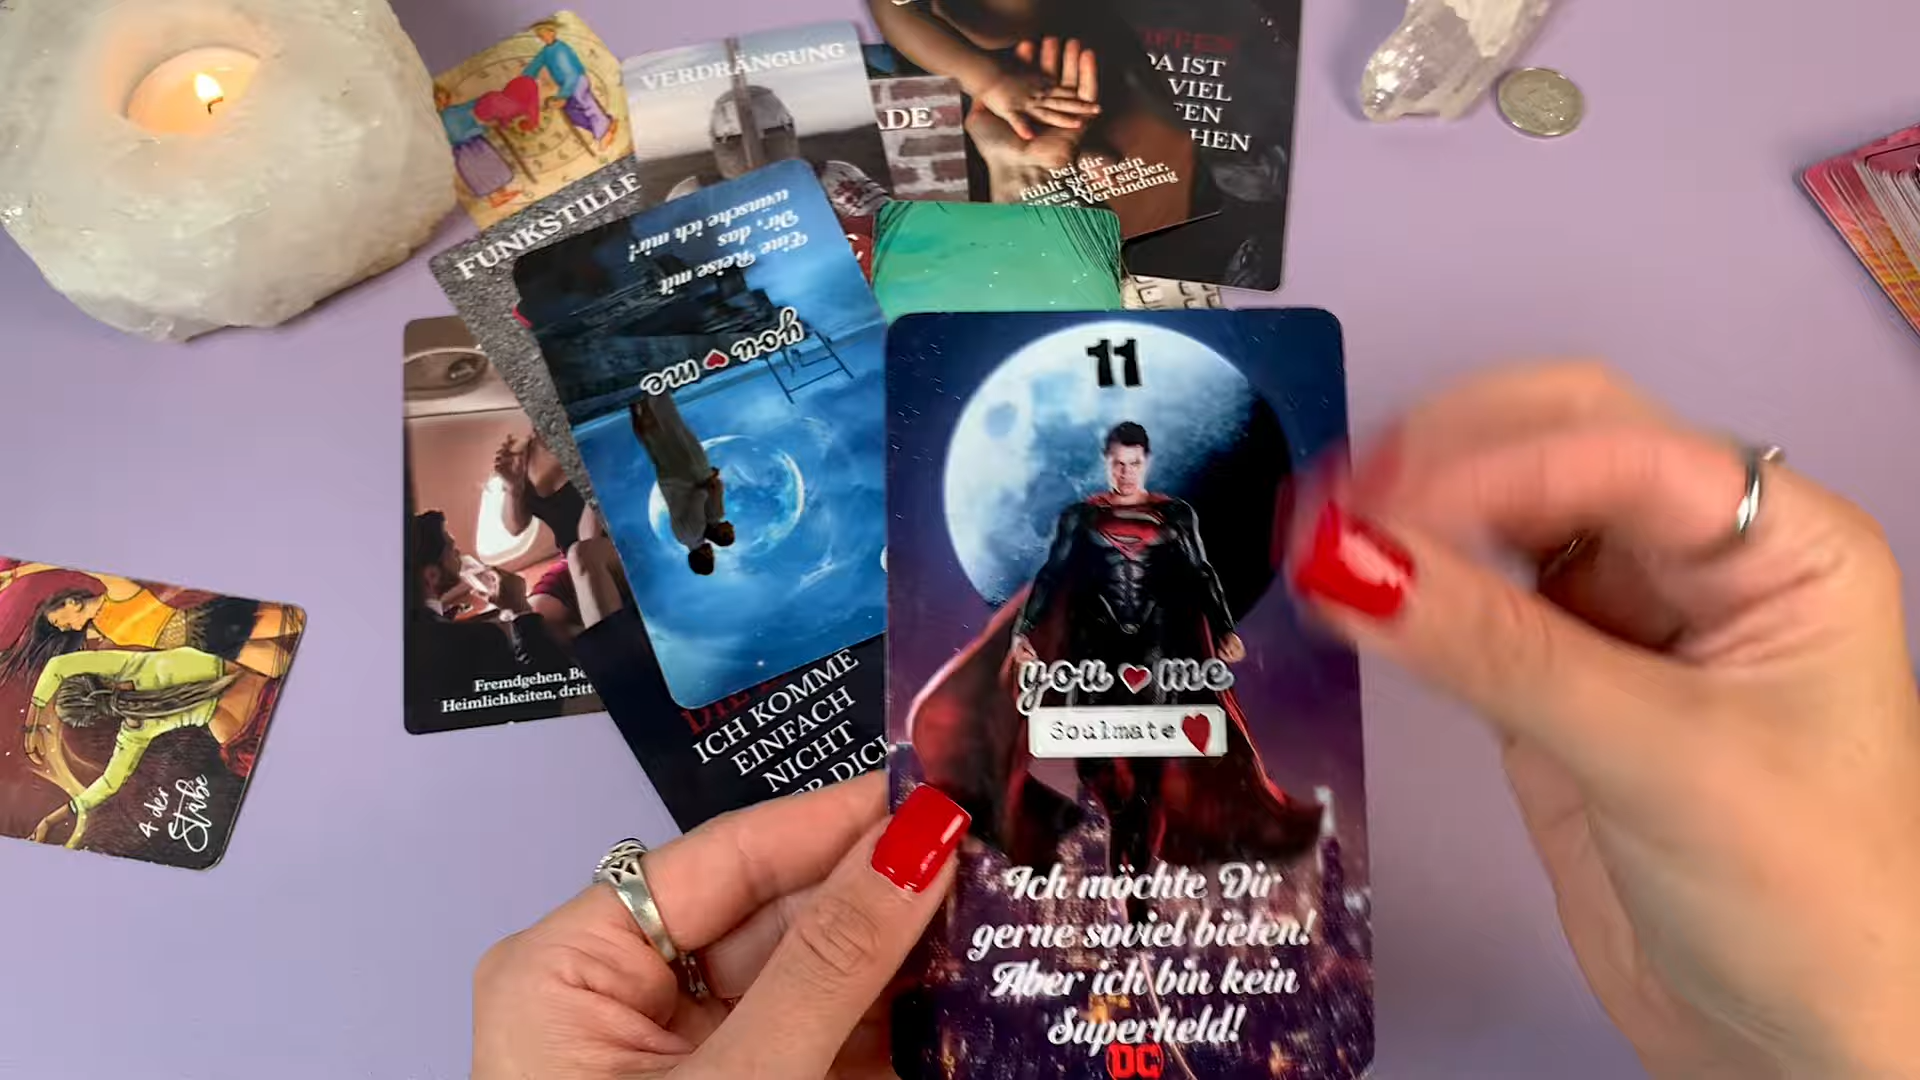 VERDRÄNGUNG
DA IST
VIEL
HEN
bei dir
fühlt sich mein
Kind sicher,
Verbindung
FUNKSTILLE
Eine Reise mit
Dir, das
wünsche ich mir!
you me
11
you me
Soulmate
Ich möchte Dir
gerne soviel bieten!
Aber ich bin kein
Superheld!
DC
Fremdgehen,
Heimlichkeiten,
ICH KOMME
EINFACH
NICHT
4 der
Stäbe